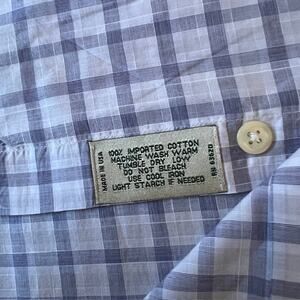 MADE IN USA
100% IMPORTED COTTON
MACHINE WASH WARM
TUMBLE DRY LOW
DO NOT BLEACH
USE COOL IRON
LIGHT STARCH IF NEEDED
RN